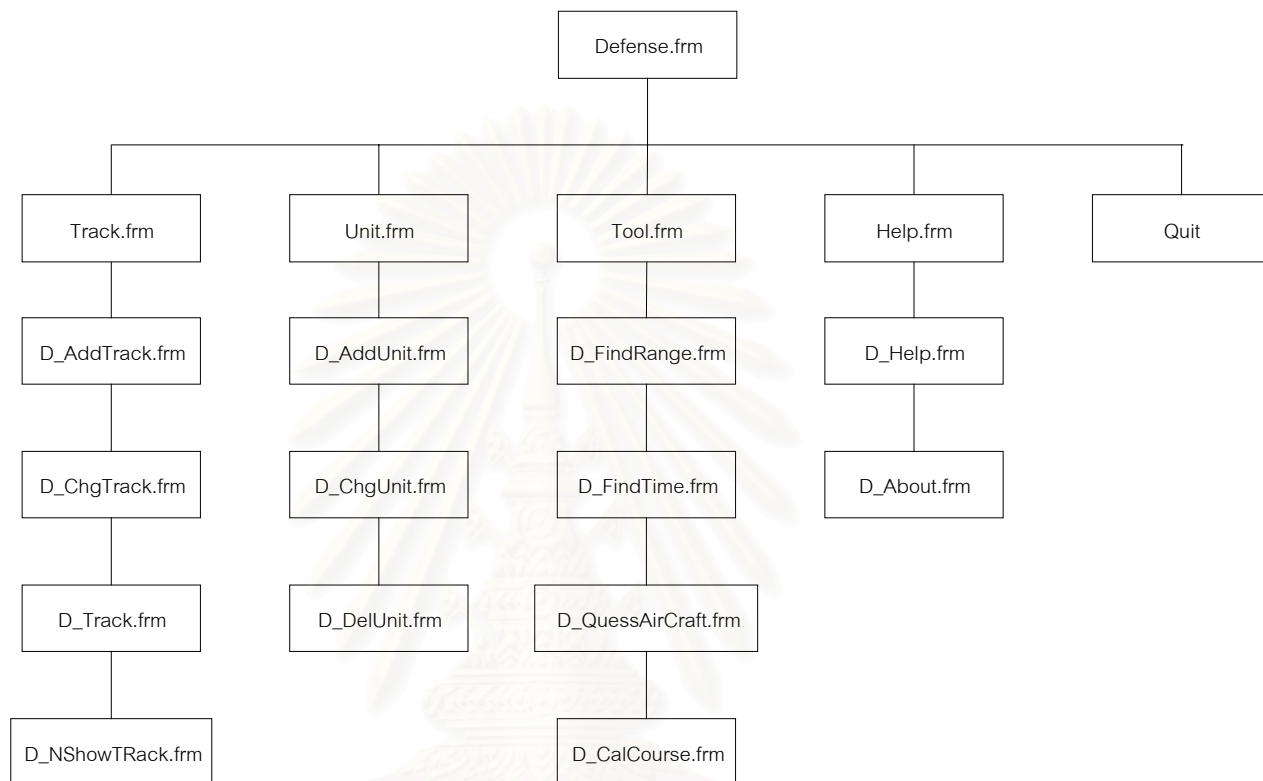 Defense.frm
Track.frm
Unit.frm
Tool.frm
Help.frm
Quit
D_AddTrack.frm
D_AddUnit.frm
D_FindRange.frm
D_Help.frm
D_ChgTrack.frm
D_ChgUnit.frm
D_FindTime.frm
D_About.frm
D_Track.frm
D_DelUnit.frm
D_QuessAirCraft.frm
D_NShowTRack.frm
D_CalCourse.frm